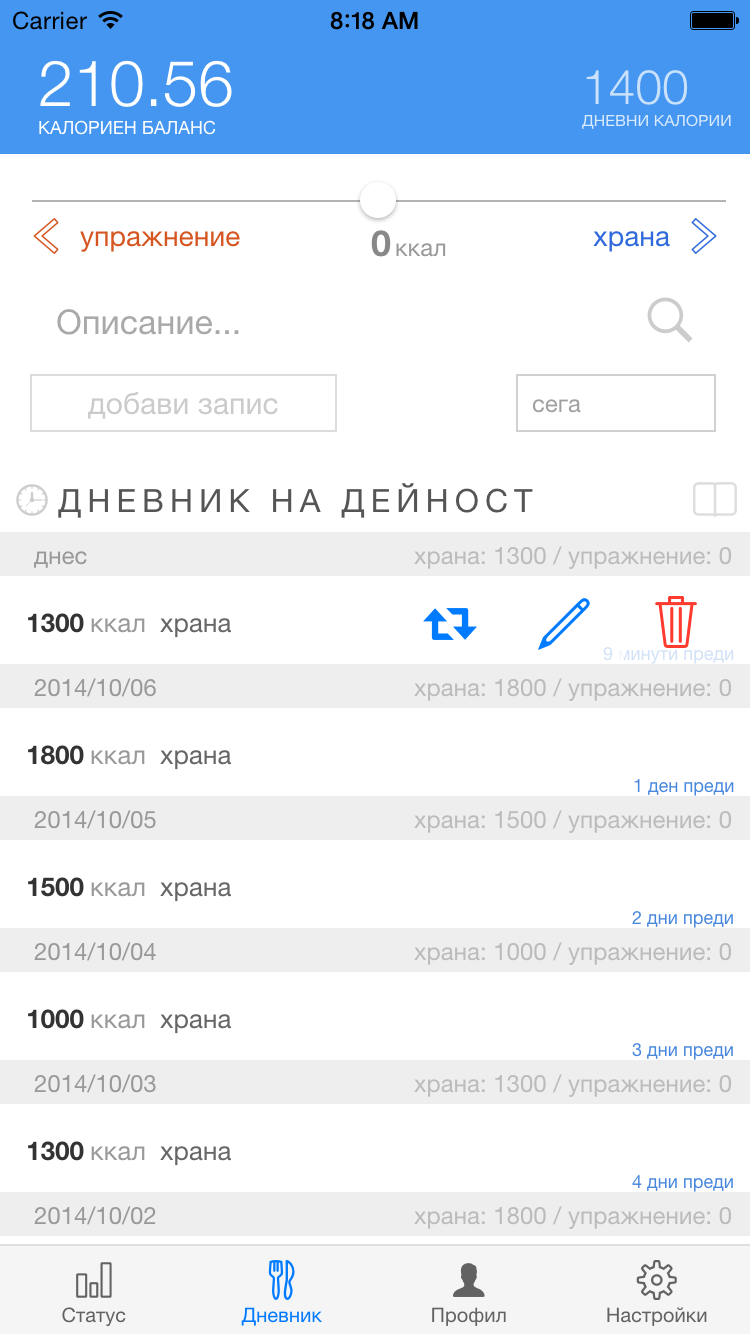 Carrier 8:18 AM
210.56 1400
КАЛОРИЕН БАЛАНС ДНЕВНИ КАЛОРИИ
упражнение 0 ккал храна
Описание...
добави запис сега
ДНЕВНИК НА ДЕЙНОСТ
днес храна: 1300 / упражнение: 0
1300 ккал храна
9 минути преди
2014/10/06 храна: 1800 / упражнение: 0
1800 ккал храна
1 ден преди
2014/10/05 храна: 1500 / упражнение: 0
1500 ккал храна
2 дни преди
2014/10/04 храна: 1000 / упражнение: 0
1000 ккал храна
3 дни преди
2014/10/03 храна: 1300 / упражнение: 0
1300 ккал храна
4 дни преди
2014/10/02 храна: 1800 / упражнение: 0
Статус Дневник Профил Настройки